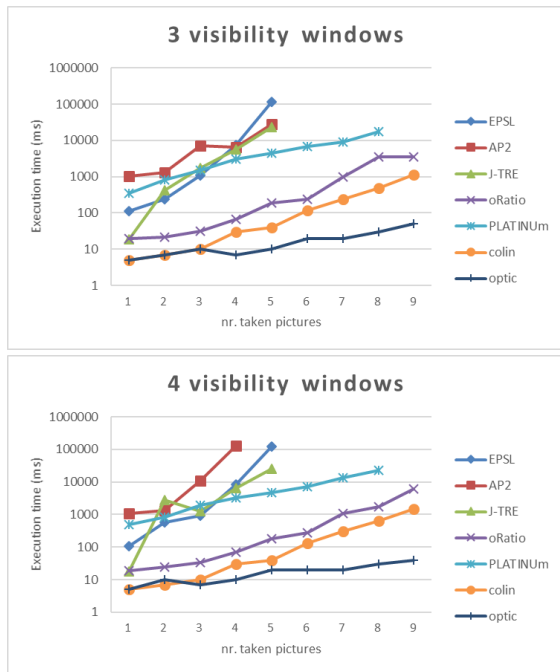 3 visibility windows
1000000
100000
10000
1000
100
10
1
Execution time (ms)
1 2 3 4 5 6 7 8 9
nr. taken pictures
EPSL
AP2
J-TRE
oRatio
PLATINUm
colin
optic
4 visibility windows
1000000
100000
10000
1000
100
10
1
Execution time (ms)
1 2 3 4 5 6 7 8 9
nr. taken pictures
EPSL
AP2
J-TRE
oRatio
PLATINUm
colin
optic